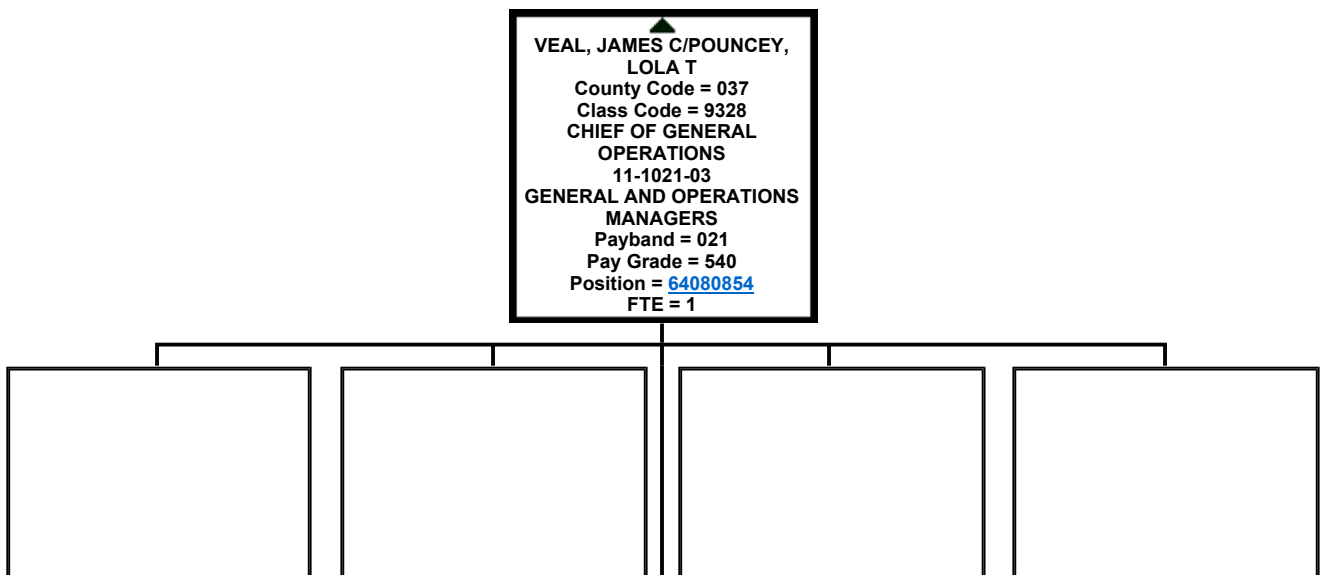 VEAL, JAMES C/POUNCEY,
LOLA T
County Code = 037
Class Code = 9328
CHIEF OF GENERAL
OPERATIONS
11-1021-03
GENERAL AND OPERATIONS
MANAGERS
Payband = 021
Pay Grade = 540
Position = 64080854
FTE = 1